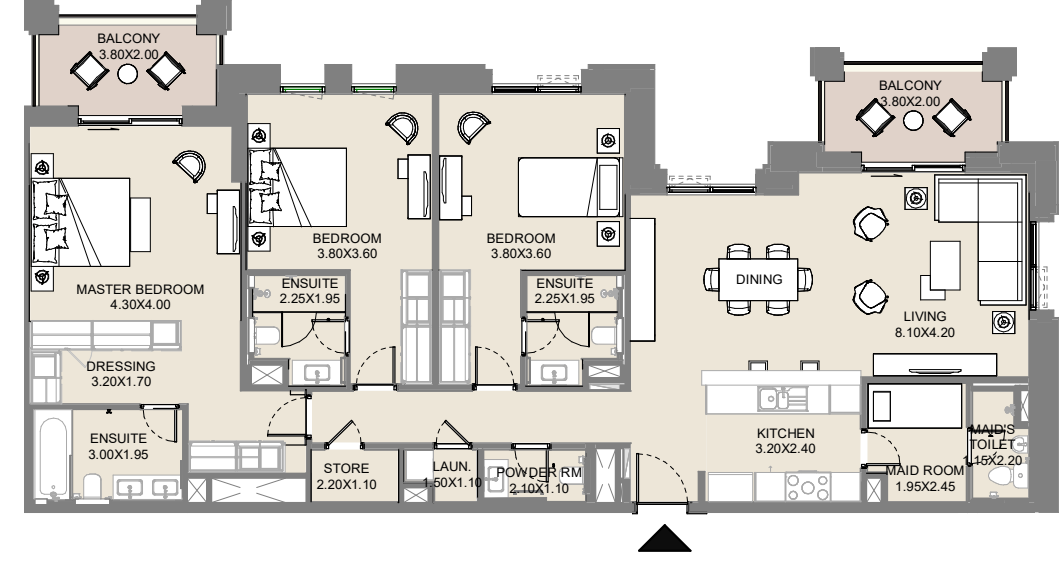 BALCONY
3.80X2.00
BALCONY
3.80X2.00
BEDROOM
3.80X3.60
BEDROOM
3.80X3.60
MASTER BEDROOM
4.30X4.00
ENSUITE
2.25X1.95
ENSUITE
2.25X1.95
DINING
LIVING
8.10X4.20
DRESSING
3.20X1.70
ENSUITE
3.00X1.95
STORE
2.20X1.10
LAUN.
1.50X1.10
POWDER RM
2.10X1.10
KITCHEN
3.20X2.40
MAID ROOM
1.95X2.45
MAID'S
TOILET
1.15X2.20